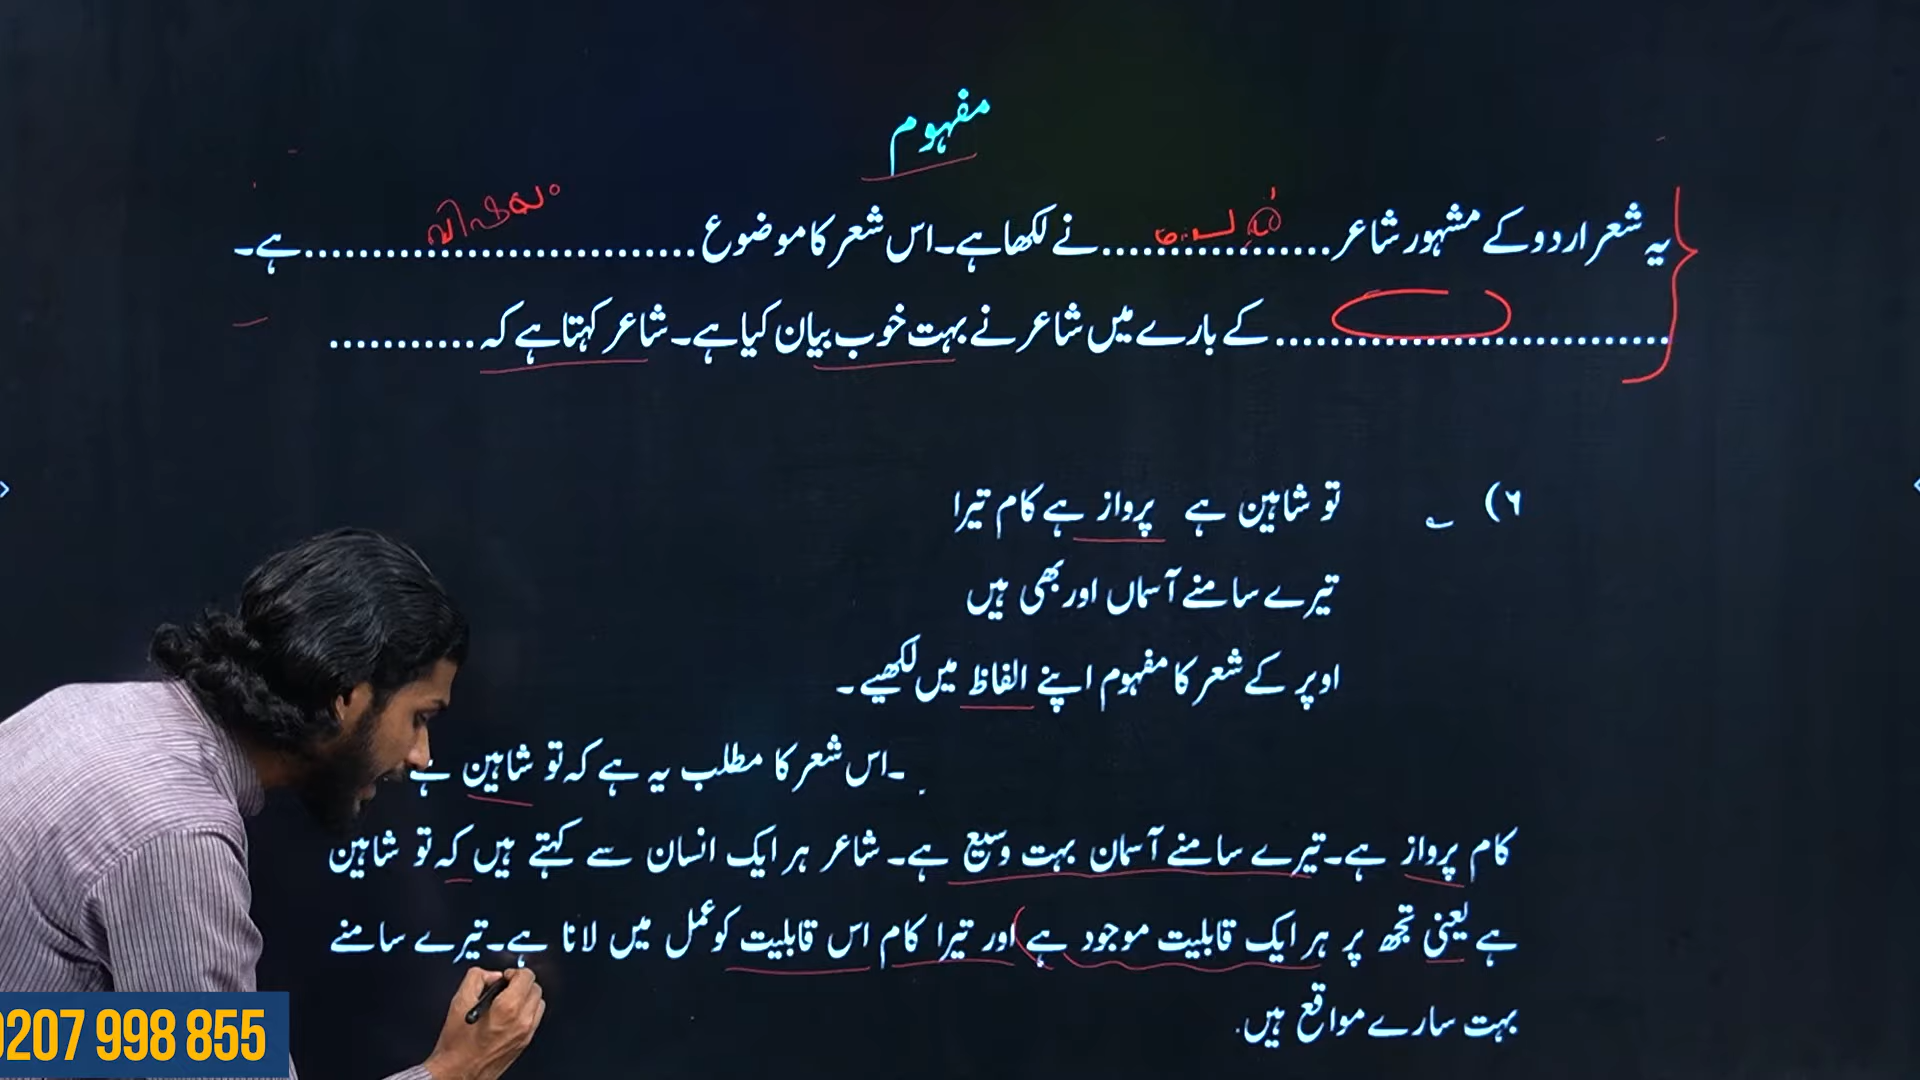 مفہوم
یہ شعر اردو کے مشہور شاعر ................. نے لکھا ہے۔ اس شعر کا موضوع ............................. ہے۔
വിഷയം
............................. کے بارے میں شاعر نے بہت خوب بیان کیا ہے۔ شاعر کہتا ہے کہ ...........
۶) ؎ تو شاہین ہے پرواز ہے کام تیرا
تیرے سامنے آسماں اور بھی ہیں
اوپر کے شعر کا مفہوم اپنے الفاظ میں لکھیے۔
۔اس شعر کا مطلب یہ ہے کہ تو شاہین ہے
کام پرواز ہے۔ تیرے سامنے آسمان بہت وسیع ہے۔ شاعر ہر ایک انسان سے کہتے ہیں کہ تو شاہین
ہے یعنی تجھ پر ہر ایک قابلیت موجود ہے اور تیرا کام اس قابلیت کو عمل میں لانا ہے۔ تیرے سامنے
بہت سارے مواقع ہیں.
0207 998 855